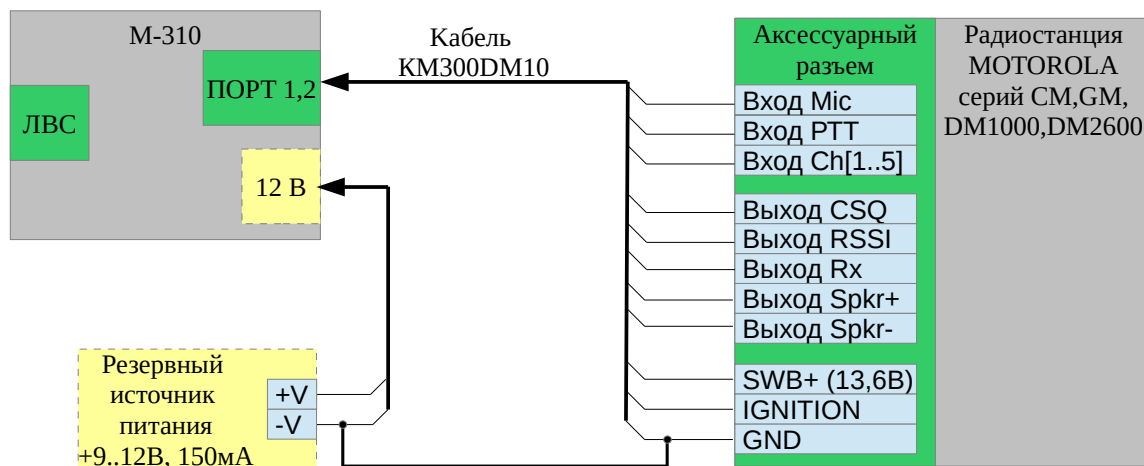 М-310
ПОРТ 1,2
ЛВС
12 В
Кабель
КМ300DM10
Аксессуарный
разъем
Вход Mic
Вход PTT
Вход Ch[1..5]
Выход CSQ
Выход RSSI
Выход Rx
Выход Spkr+
Выход Spkr-
SWB+ (13,6В)
IGNITION
GND
Радиостанция
MOTOROLA
серий CM,GM,
DM1000,DM2600
Резервный
источник
питания
+9..12В, 150мА
+V
-V